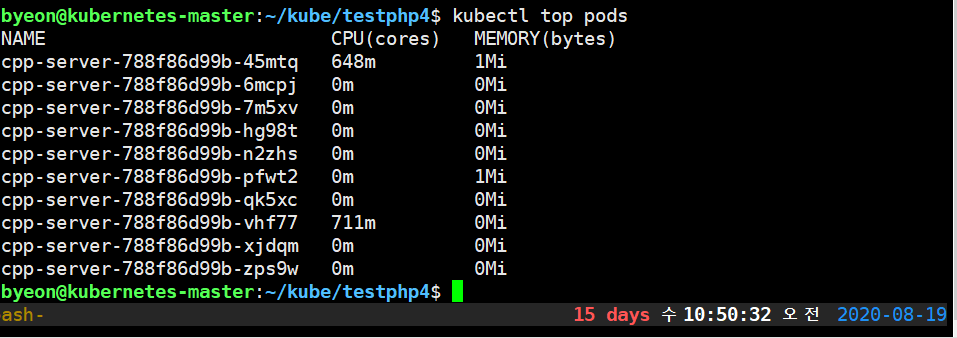 byeon@kubernetes-master:~/kube/testphp4$ kubectl top pods
NAME CPU(cores) MEMORY(bytes)
cpp-server-788f86d99b-45mtq 648m 1Mi
cpp-server-788f86d99b-6mcpj 0m 0Mi
cpp-server-788f86d99b-7m5xv 0m 0Mi
cpp-server-788f86d99b-hg98t 0m 0Mi
cpp-server-788f86d99b-n2zhs 0m 0Mi
cpp-server-788f86d99b-pfwt2 0m 1Mi
cpp-server-788f86d99b-qk5xc 0m 0Mi
cpp-server-788f86d99b-vhf77 711m 0Mi
cpp-server-788f86d99b-xjdqm 0m 0Mi
cpp-server-788f86d99b-zps9w 0m 0Mi
byeon@kubernetes-master:~/kube/testphp4$
ash- 15 days 수 10:50:32 오전 2020-08-19